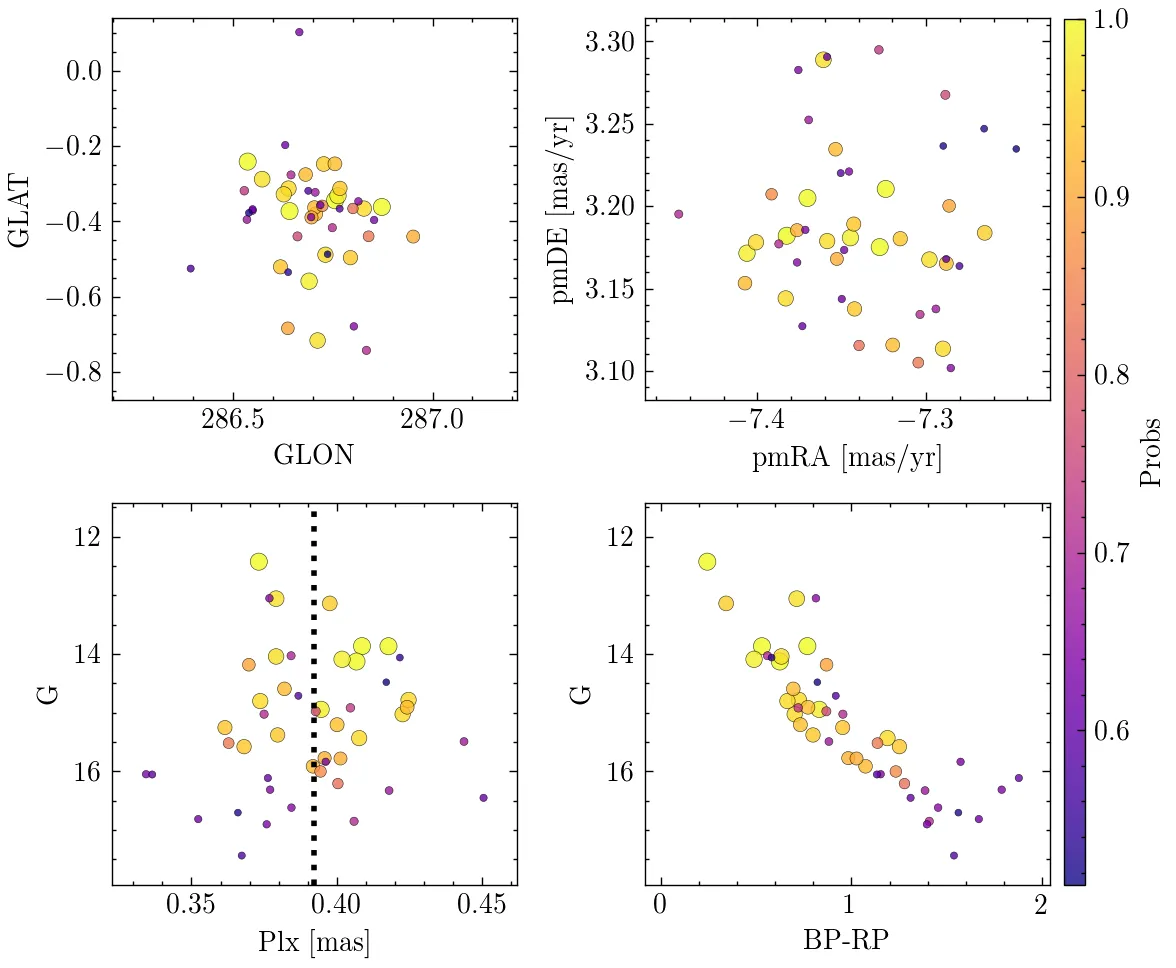 0.0
−0.2
−0.4
−0.6
−0.8
GLAT
286.5 287.0
GLON
3.30
3.25
3.20
3.15
3.10
pmDE [mas/yr]
−7.4 −7.3
pmRA [mas/yr]
1.0
0.9
0.8
0.7
0.6
Probs
12
14
16
G
0.35 0.40 0.45
Plx [mas]
12
14
16
G
0 1 2
BP-RP